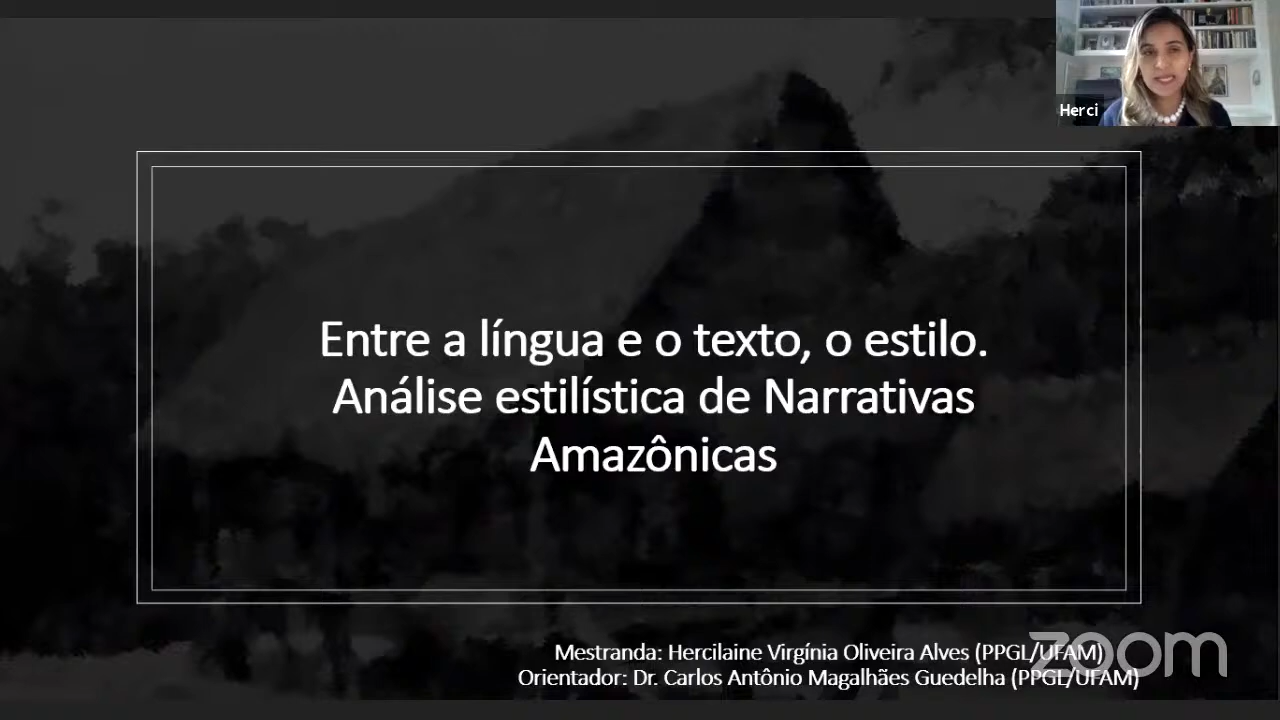 Herci
Entre a língua e o texto, o estilo.
Análise estilística de Narrativas
Amazônicas
Mestranda: Hercilaine Virgínia Oliveira Alves (PPGL/UFAM)
Orientador: Dr. Carlos Antônio Magalhães Guedelha (PPGL/UFAM)
zoom